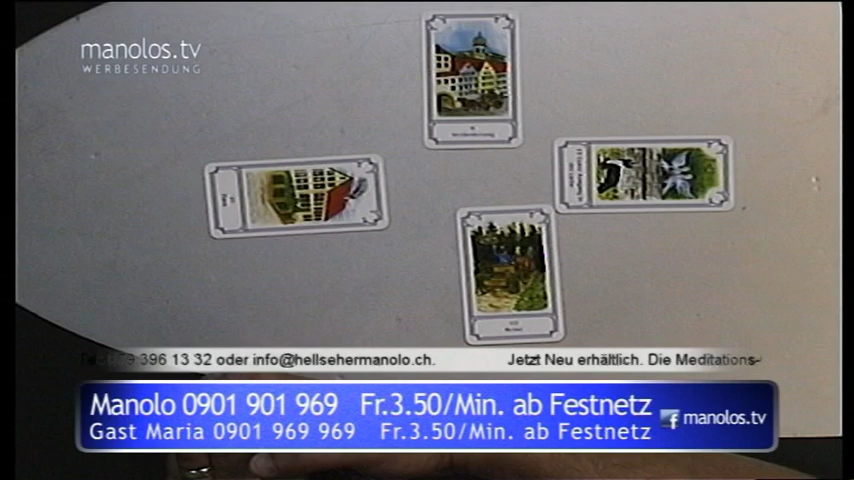 manolos.tv
WERBESENDUNG
396 13 32 oder info@hellsehermanolo.ch. Jetzt Neu erhältlich. Die Meditations-
Manolo 0901 901 969 Fr.3.50/Min. ab Festnetz
Gast Maria 0901 969 969 Fr.3.50/Min. ab Festnetz
manolos.tv